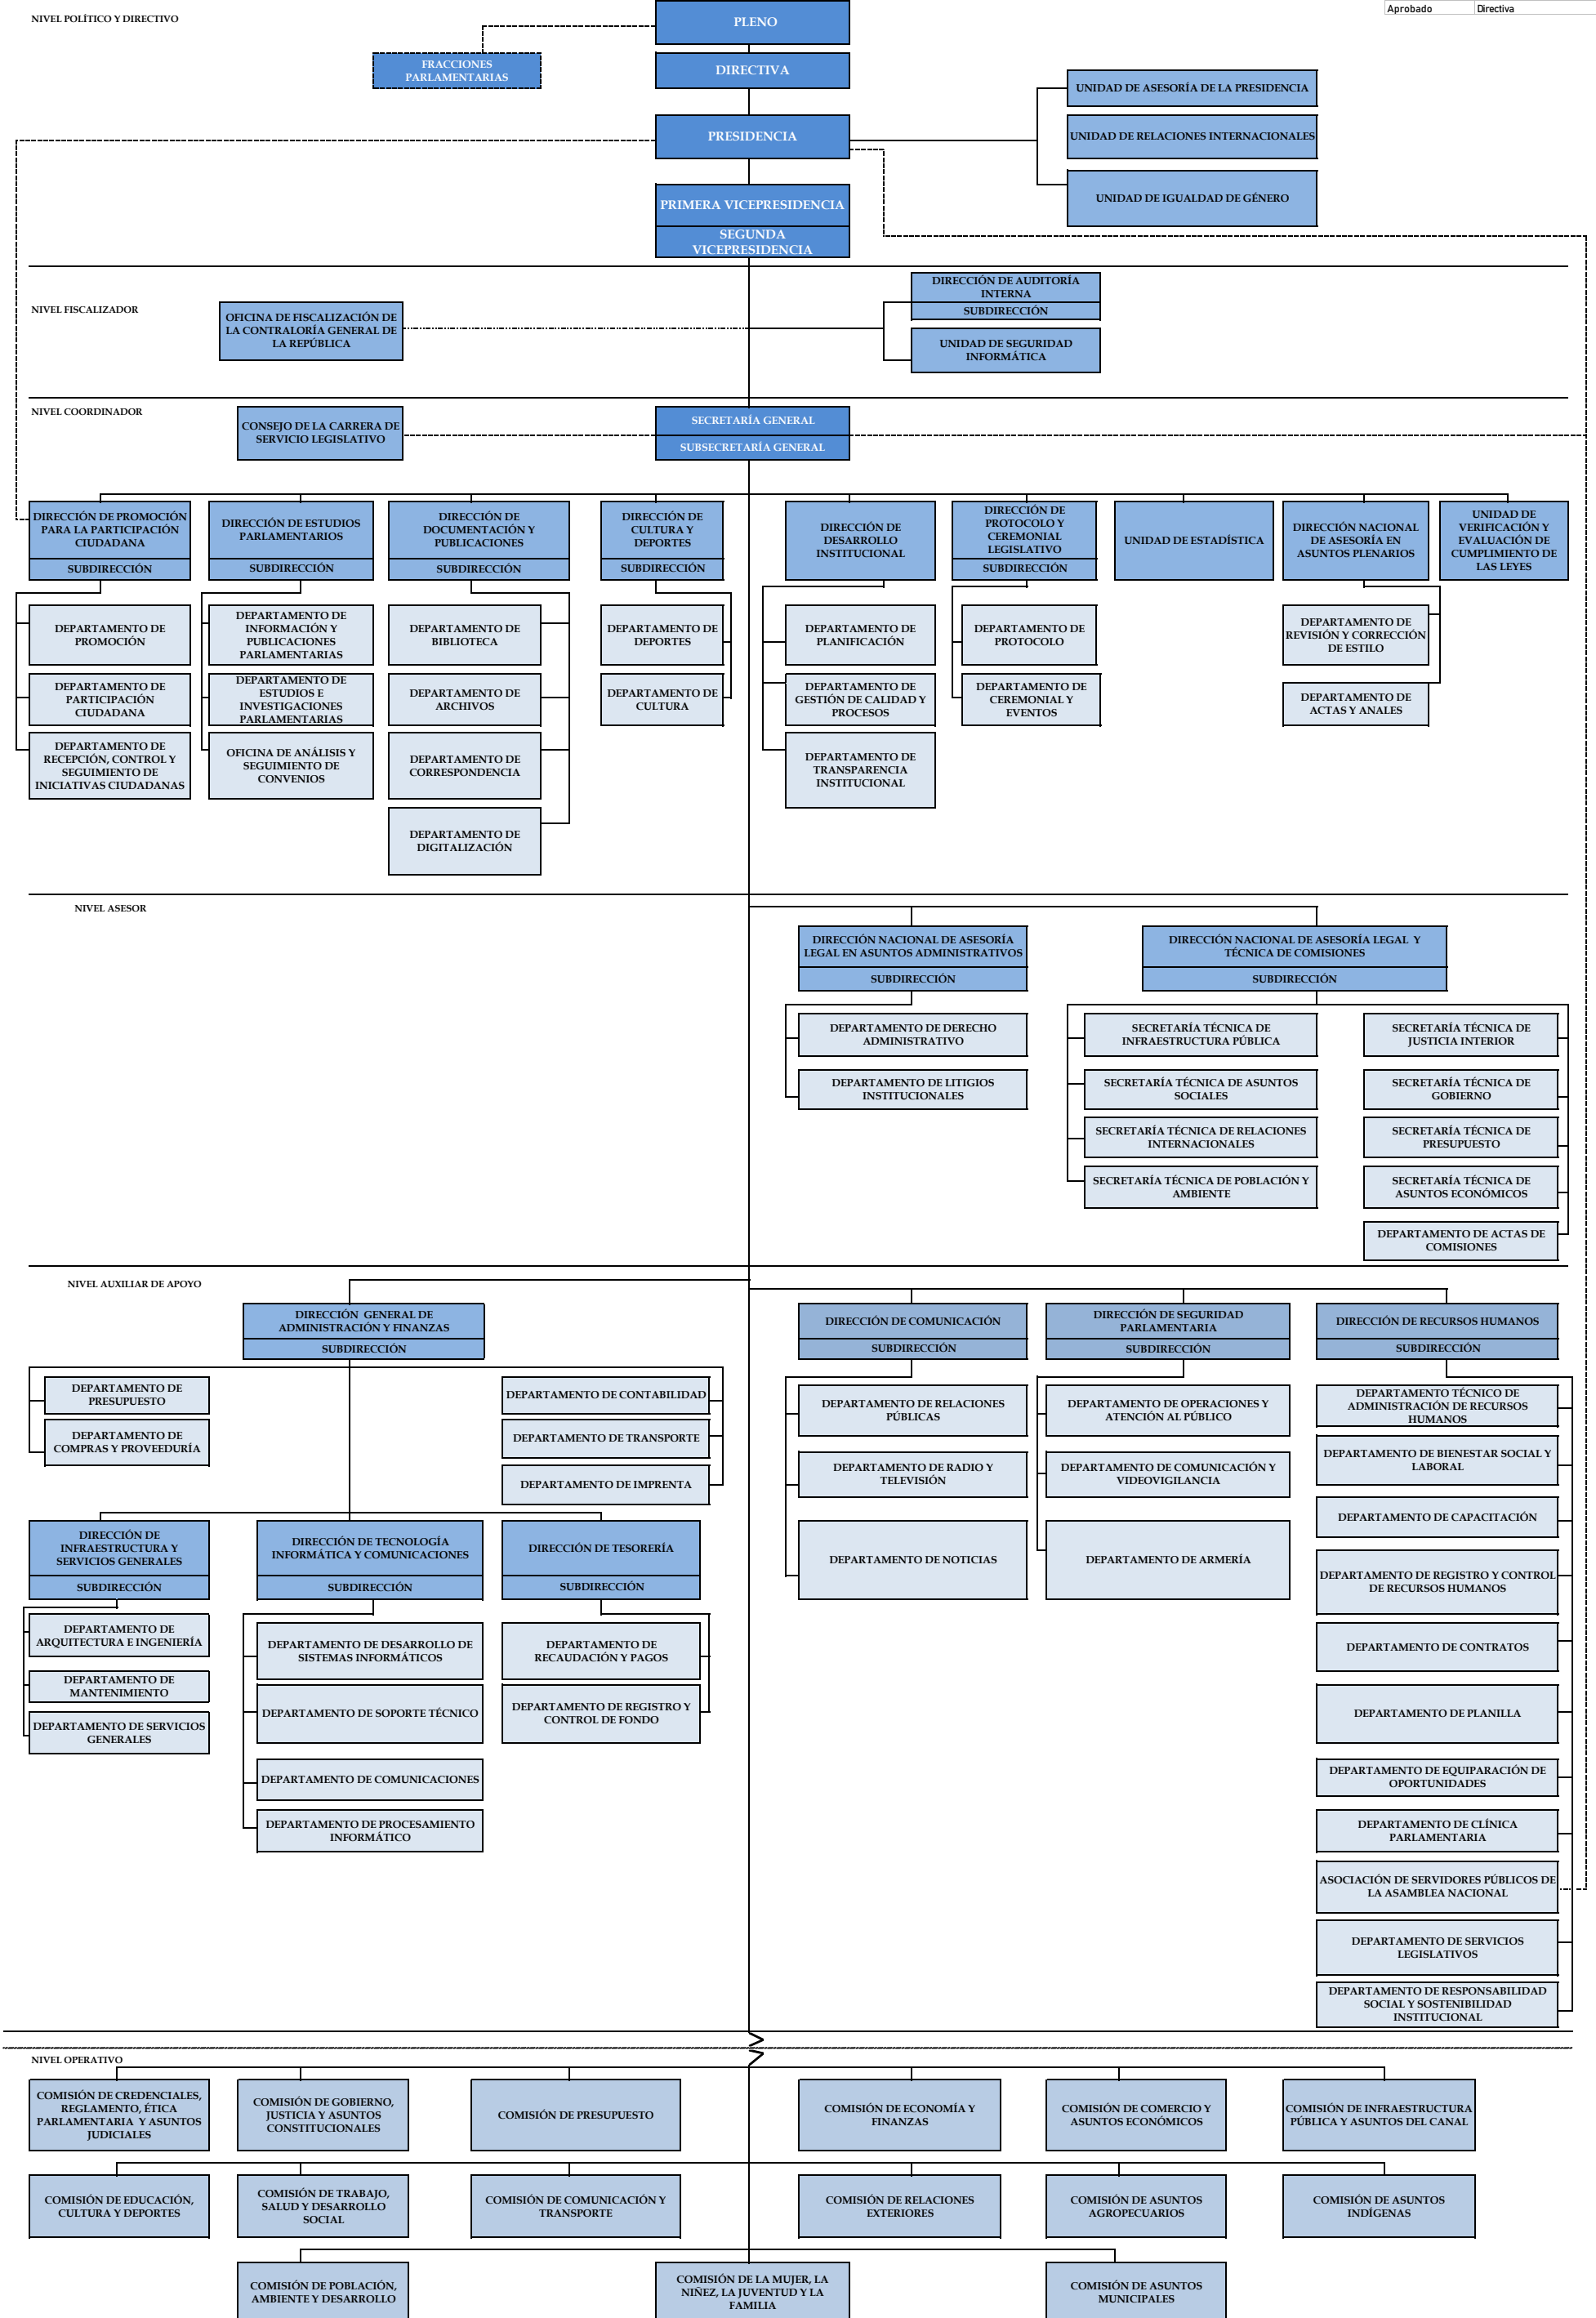 NIVEL POLÍTICO Y DIRECTIVO
Aprobado
Directiva
PLENO
FRACCIONES
PARLAMENTARIAS
DIRECTIVA
UNIDAD DE ASESORÍA DE LA PRESIDENCIA
PRESIDENCIA
UNIDAD DE RELACIONES INTERNACIONALES
UNIDAD DE IGUALDAD DE GÉNERO
PRIMERA VICEPRESIDENCIA
SEGUNDA
VICEPRESIDENCIA
NIVEL FISCALIZADOR
OFICINA DE FISCALIZACIÓN DE
LA CONTRALORÍA GENERAL DE
LA REPÚBLICA
DIRECCIÓN DE AUDITORÍA
INTERNA
SUBDIRECCIÓN
UNIDAD DE SEGURIDAD
INFORMÁTICA
NIVEL COORDINADOR
CONSEJO DE LA CARRERA DE
SERVICIO LEGISLATIVO
SECRETARÍA GENERAL
SUBSECRETARÍA GENERAL
DIRECCIÓN DE PROMOCIÓN
PARA LA PARTICIPACIÓN
CIUDADANA
SUBDIRECCIÓN
DIRECCIÓN DE ESTUDIOS
PARLAMENTARIOS
SUBDIRECCIÓN
DIRECCIÓN DE
DOCUMENTACIÓN Y
PUBLICACIONES
SUBDIRECCIÓN
DIRECCIÓN DE
CULTURA Y
DEPORTES
SUBDIRECCIÓN
DIRECCIÓN DE
DESARROLLO
INSTITUCIONAL
DIRECCIÓN DE
PROTOCOLO Y
CEREMONIAL
LEGISLATIVO
SUBDIRECCIÓN
UNIDAD DE ESTADÍSTICA
DIRECCIÓN NACIONAL
DE ASESORÍA EN
ASUNTOS PLENARIOS
UNIDAD DE
VERIFICACIÓN Y
EVALUACIÓN DE
CUMPLIMIENTO DE
LAS LEYES
DEPARTAMENTO DE
PROMOCIÓN
DEPARTAMENTO DE
PARTICIPACIÓN
CIUDADANA
DEPARTAMENTO DE
RECEPCIÓN, CONTROL Y
SEGUIMIENTO DE
INICIATIVAS CIUDADANAS
DEPARTAMENTO DE
INFORMACIÓN Y
PUBLICACIONES
PARLAMENTARIAS
DEPARTAMENTO DE
ESTUDIOS E
INVESTIGACIONES
PARLAMENTARIAS
OFICINA DE ANÁLISIS Y
SEGUIMIENTO DE
CONVENIOS
DEPARTAMENTO DE
BIBLIOTECA
DEPARTAMENTO DE
ARCHIVOS
DEPARTAMENTO DE
CORRESPONDENCIA
DEPARTAMENTO DE
DIGITALIZACIÓN
DEPARTAMENTO DE
DEPORTES
DEPARTAMENTO DE
CULTURA
DEPARTAMENTO DE
PLANIFICACIÓN
DEPARTAMENTO DE
GESTIÓN DE CALIDAD Y
PROCESOS
DEPARTAMENTO DE
TRANSPARENCIA
INSTITUCIONAL
DEPARTAMENTO DE
PROTOCOLO
DEPARTAMENTO DE
CEREMONIAL Y
EVENTOS
DEPARTAMENTO DE
REVISIÓN Y CORRECCIÓN
DE ESTILO
DEPARTAMENTO DE
ACTAS Y ANALES
NIVEL ASESOR
DIRECCIÓN NACIONAL DE ASESORÍA
LEGAL EN ASUNTOS ADMINISTRATIVOS
SUBDIRECCIÓN
DIRECCIÓN NACIONAL DE ASESORÍA LEGAL Y
TÉCNICA DE COMISIONES
SUBDIRECCIÓN
DEPARTAMENTO DE DERECHO
ADMINISTRATIVO
DEPARTAMENTO DE LITIGIOS
INSTITUCIONALES
SECRETARÍA TÉCNICA DE
INFRAESTRUCTURA PÚBLICA
SECRETARÍA TÉCNICA DE ASUNTOS
SOCIALES
SECRETARÍA TÉCNICA DE RELACIONES
INTERNACIONALES
SECRETARÍA TÉCNICA DE POBLACIÓN Y
AMBIENTE
SECRETARÍA TÉCNICA DE
JUSTICIA INTERIOR
SECRETARÍA TÉCNICA DE
GOBIERNO
SECRETARÍA TÉCNICA DE
PRESUPUESTO
SECRETARÍA TÉCNICA DE
ASUNTOS ECONÓMICOS
DEPARTAMENTO DE ACTAS DE
COMISIONES
NIVEL AUXILIAR DE APOYO
DIRECCIÓN GENERAL DE
ADMINISTRACIÓN Y FINANZAS
SUBDIRECCIÓN
DIRECCIÓN DE COMUNICACIÓN
SUBDIRECCIÓN
DIRECCIÓN DE SEGURIDAD
PARLAMENTARIA
SUBDIRECCIÓN
DIRECCIÓN DE RECURSOS HUMANOS
SUBDIRECCIÓN
DEPARTAMENTO DE
PRESUPUESTO
DEPARTAMENTO DE
COMPRAS Y PROVEEDURÍA
DEPARTAMENTO DE CONTABILIDAD
DEPARTAMENTO DE TRANSPORTE
DEPARTAMENTO DE IMPRENTA
DEPARTAMENTO DE RELACIONES
PÚBLICAS
DEPARTAMENTO DE RADIO Y
TELEVISIÓN
DEPARTAMENTO DE NOTICIAS
DEPARTAMENTO DE OPERACIONES Y
ATENCIÓN AL PÚBLICO
DEPARTAMENTO DE COMUNICACIÓN Y
VIDEOVIGILANCIA
DEPARTAMENTO DE ARMERÍA
DEPARTAMENTO TÉCNICO DE
ADMINISTRACIÓN DE RECURSOS
HUMANOS
DEPARTAMENTO DE BIENESTAR SOCIAL Y
LABORAL
DEPARTAMENTO DE CAPACITACIÓN
DEPARTAMENTO DE REGISTRO Y CONTROL
DE RECURSOS HUMANOS
DEPARTAMENTO DE CONTRATOS
DEPARTAMENTO DE PLANILLA
DEPARTAMENTO DE EQUIPARACIÓN DE
OPORTUNIDADES
DEPARTAMENTO DE CLÍNICA
PARLAMENTARIA
ASOCIACIÓN DE SERVIDORES PÚBLICOS DE
LA ASAMBLEA NACIONAL
DEPARTAMENTO DE SERVICIOS
LEGISLATIVOS
DEPARTAMENTO DE RESPONSABILIDAD
SOCIAL Y SOSTENIBILIDAD
INSTITUCIONAL
DIRECCIÓN DE
INFRAESTRUCTURA Y
SERVICIOS GENERALES
SUBDIRECCIÓN
DIRECCIÓN DE TECNOLOGÍA
INFORMÁTICA Y COMUNICACIONES
SUBDIRECCIÓN
DIRECCIÓN DE TESORERÍA
SUBDIRECCIÓN
DEPARTAMENTO DE
ARQUITECTURA E INGENIERÍA
DEPARTAMENTO DE
MANTENIMIENTO
DEPARTAMENTO DE SERVICIOS
GENERALES
DEPARTAMENTO DE DESARROLLO DE
SISTEMAS INFORMÁTICOS
DEPARTAMENTO DE SOPORTE TÉCNICO
DEPARTAMENTO DE COMUNICACIONES
DEPARTAMENTO DE PROCESAMIENTO
INFORMÁTICO
DEPARTAMENTO DE
RECAUDACIÓN Y PAGOS
DEPARTAMENTO DE REGISTRO Y
CONTROL DE FONDO
NIVEL OPERATIVO
COMISIÓN DE CREDENCIALES,
REGLAMENTO, ÉTICA
PARLAMENTARIA Y ASUNTOS
JUDICIALES
COMISIÓN DE GOBIERNO,
JUSTICIA Y ASUNTOS
CONSTITUCIONALES
COMISIÓN DE PRESUPUESTO
COMISIÓN DE ECONOMÍA Y
FINANZAS
COMISIÓN DE COMERCIO Y
ASUNTOS ECONÓMICOS
COMISIÓN DE INFRAESTRUCTURA
PÚBLICA Y ASUNTOS DEL CANAL
COMISIÓN DE EDUCACIÓN,
CULTURA Y DEPORTES
COMISIÓN DE TRABAJO,
SALUD Y DESARROLLO
SOCIAL
COMISIÓN DE COMUNICACIÓN Y
TRANSPORTE
COMISIÓN DE RELACIONES
EXTERIORES
COMISIÓN DE ASUNTOS
AGROPECUARIOS
COMISIÓN DE ASUNTOS
INDÍGENAS
COMISIÓN DE POBLACIÓN,
AMBIENTE Y DESARROLLO
COMISIÓN DE LA MUJER, LA
NIÑEZ, LA JUVENTUD Y LA
FAMILIA
COMISIÓN DE ASUNTOS
MUNICIPALES